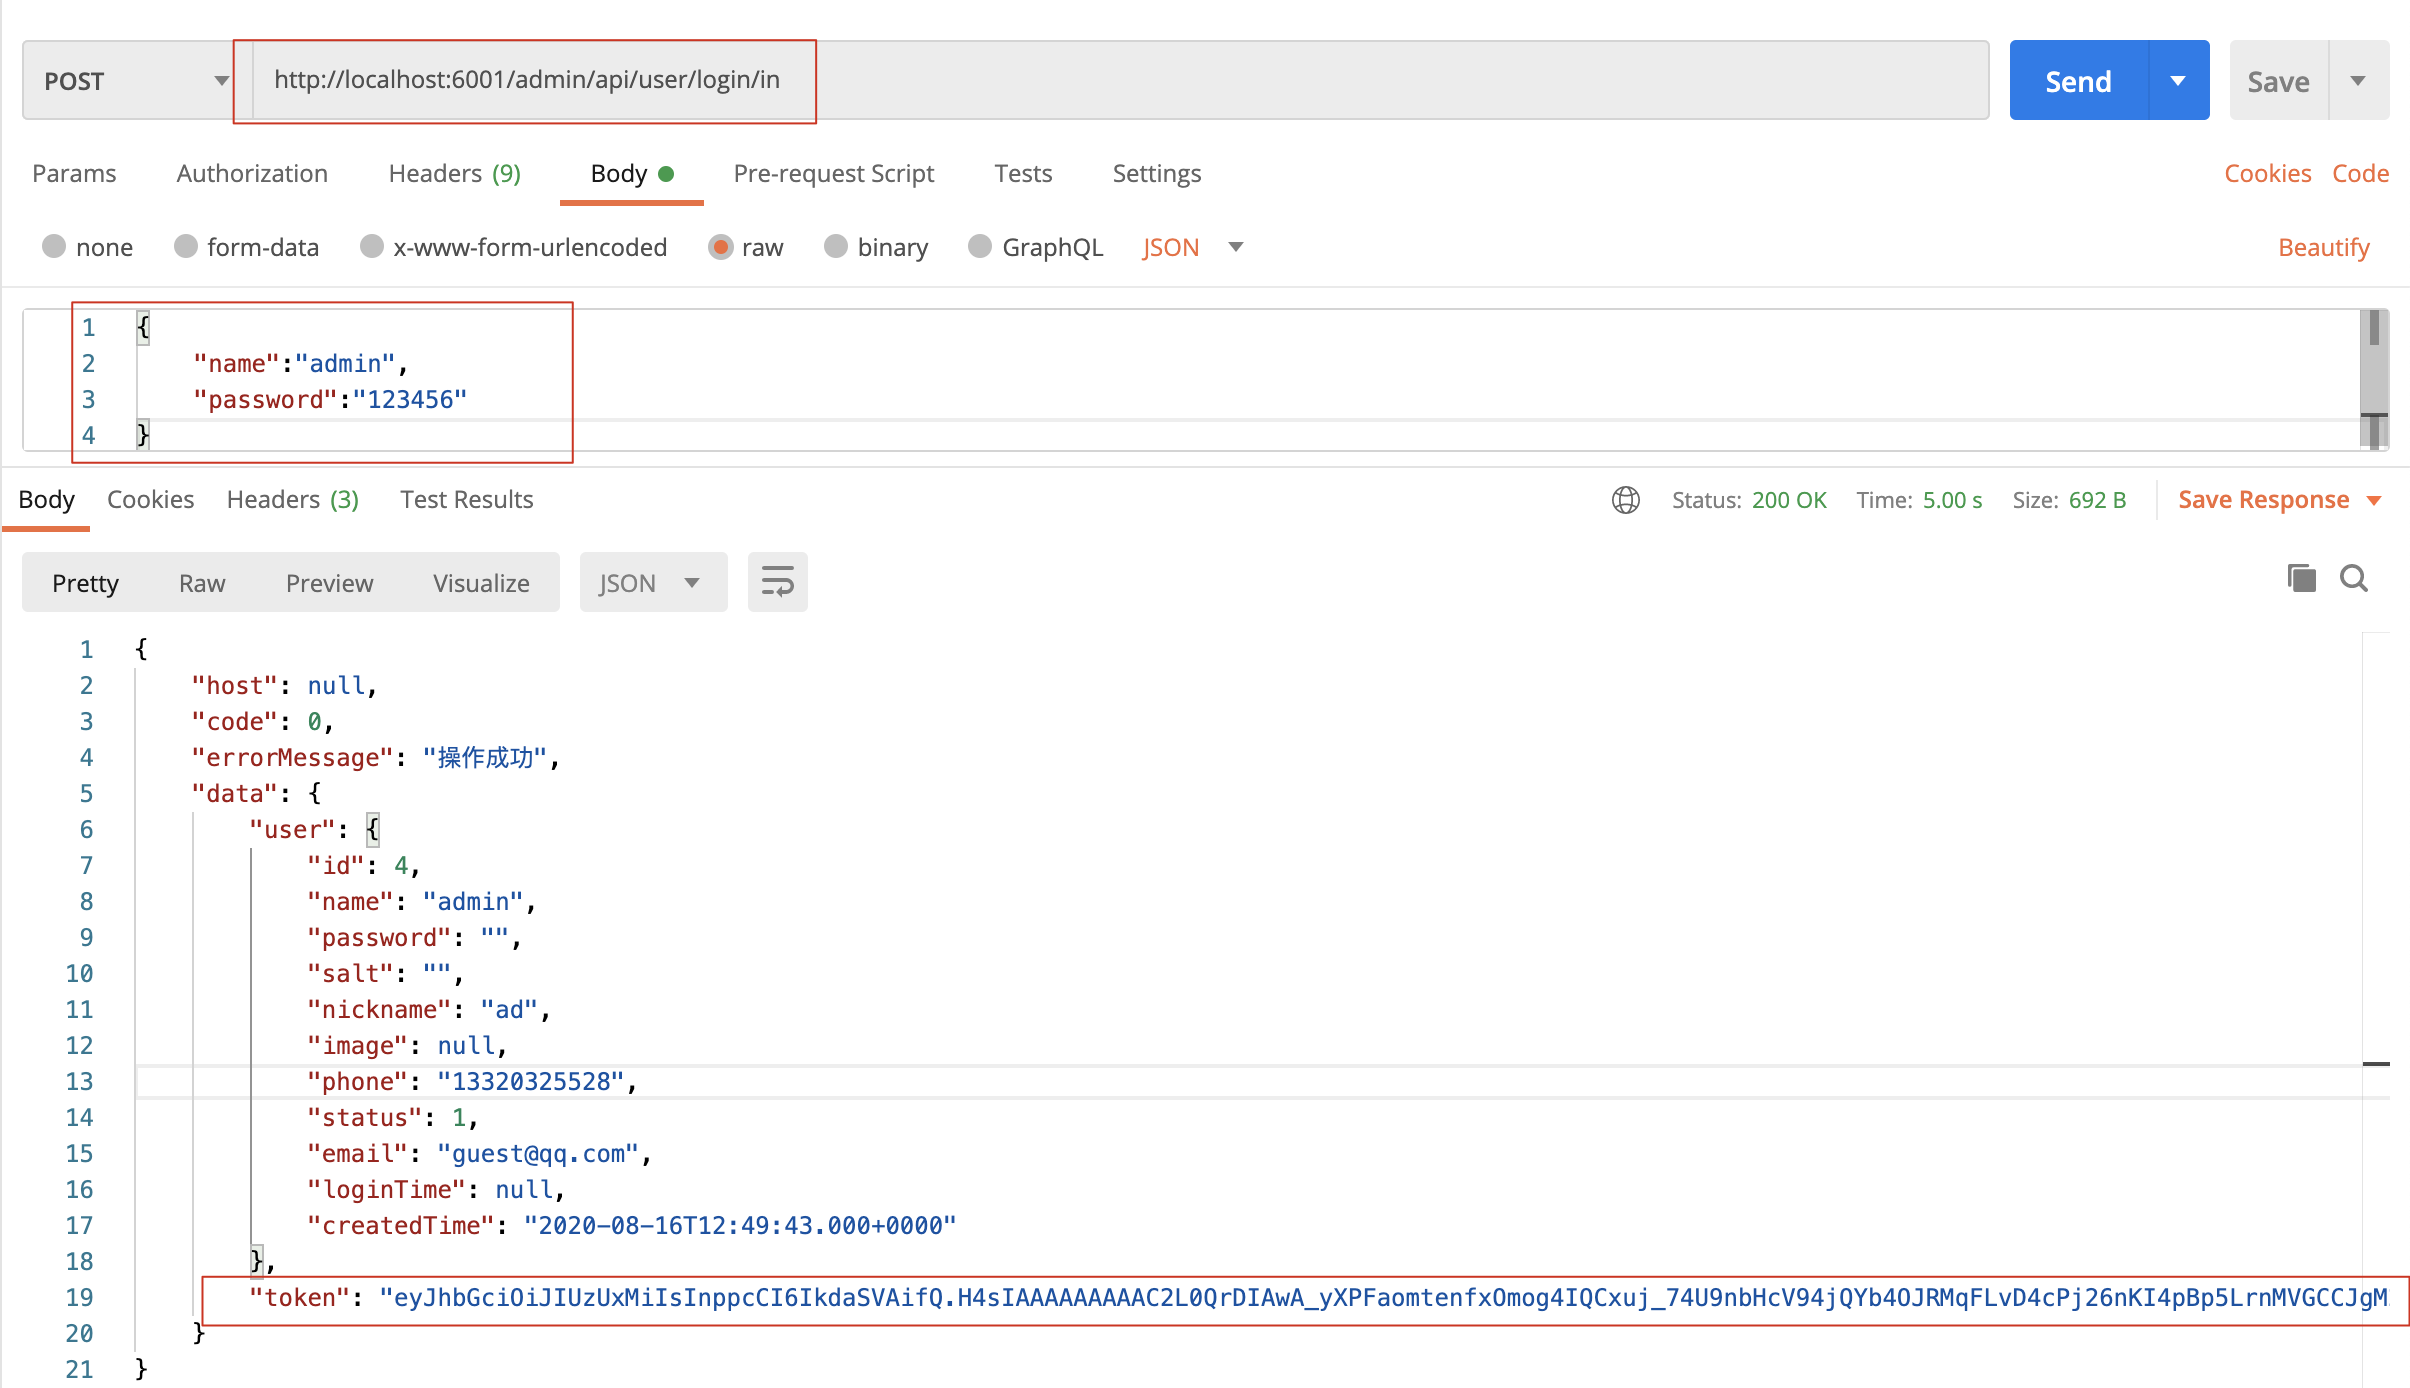 POST http://localhost:6001/admin/api/user/login/in Send Save
Params Authorization Headers (9) Body Pre-request Script Tests Settings Cookies Code
none form-data x-www-form-urlencoded raw binary GraphQL JSON Beautify
1 {
2 "name":"admin",
3 "password":"123456"
4 }
Body Cookies Headers (3) Test Results Status: 200 OK Time: 5.00 s Size: 692 B Save Response
Pretty Raw Preview Visualize JSON
1 {
2 "host": null,
3 "code": 0,
4 "errorMessage": "操作成功",
5 "data": {
6 "user": {
7 "id": 4,
8 "name": "admin",
9 "password": "",
10 "salt": "",
11 "nickname": "ad",
12 "image": null,
13 "phone": "13320325528",
14 "status": 1,
15 "email": "guest@qq.com",
16 "loginTime": null,
17 "createdTime": "2020-08-16T12:49:43.000+0000"
18 },
19 "token": "eyJhbGciOiJIUzUxMiIsInppcCI6IkdaSVAifQ.H4sIAAAAAAAAAC2L0QrDIAwA_yXPFaomtenfxOmog4IQCxuj_74U9nbHcV94jQYb4OJRMqFLvD4cPj26nKI4pBp5LrnMVGCCJgM
20 }
21 }